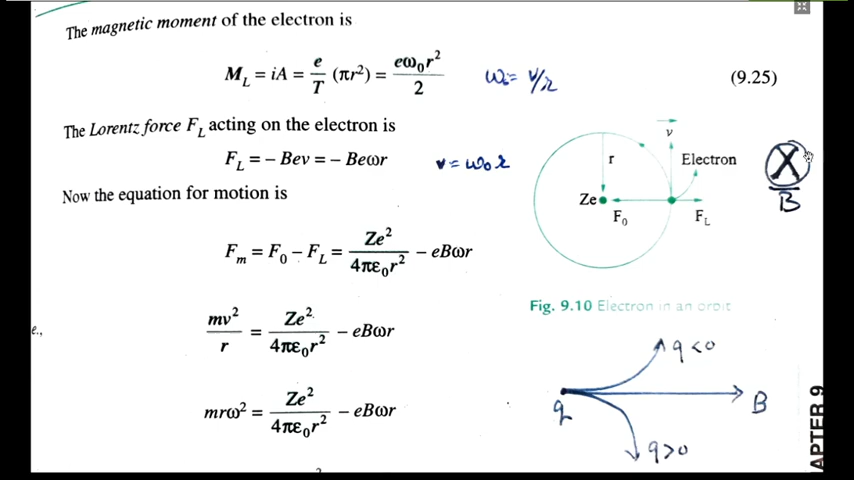 The magnetic moment of the electron is
M_L = iA = e/T (πr²) = eω₀r²/2 ω₀ = v/r (9.25)
The Lorentz force F_L acting on the electron is
F_L = – Bev = – Beωr v = ω₀ r
Now the equation for motion is
F_m = F₀ – F_L = Ze²/4πε₀r² – eBωr
e.,
mv²/r = Ze²/4πε₀r² – eBωr
mrω² = Ze²/4πε₀r² – eBωr
v
r
Electron
Ze
F₀
F_L
X
B
Fig. 9.10 Electron in an orbit
q<0
q
B
q>0
APTER 9